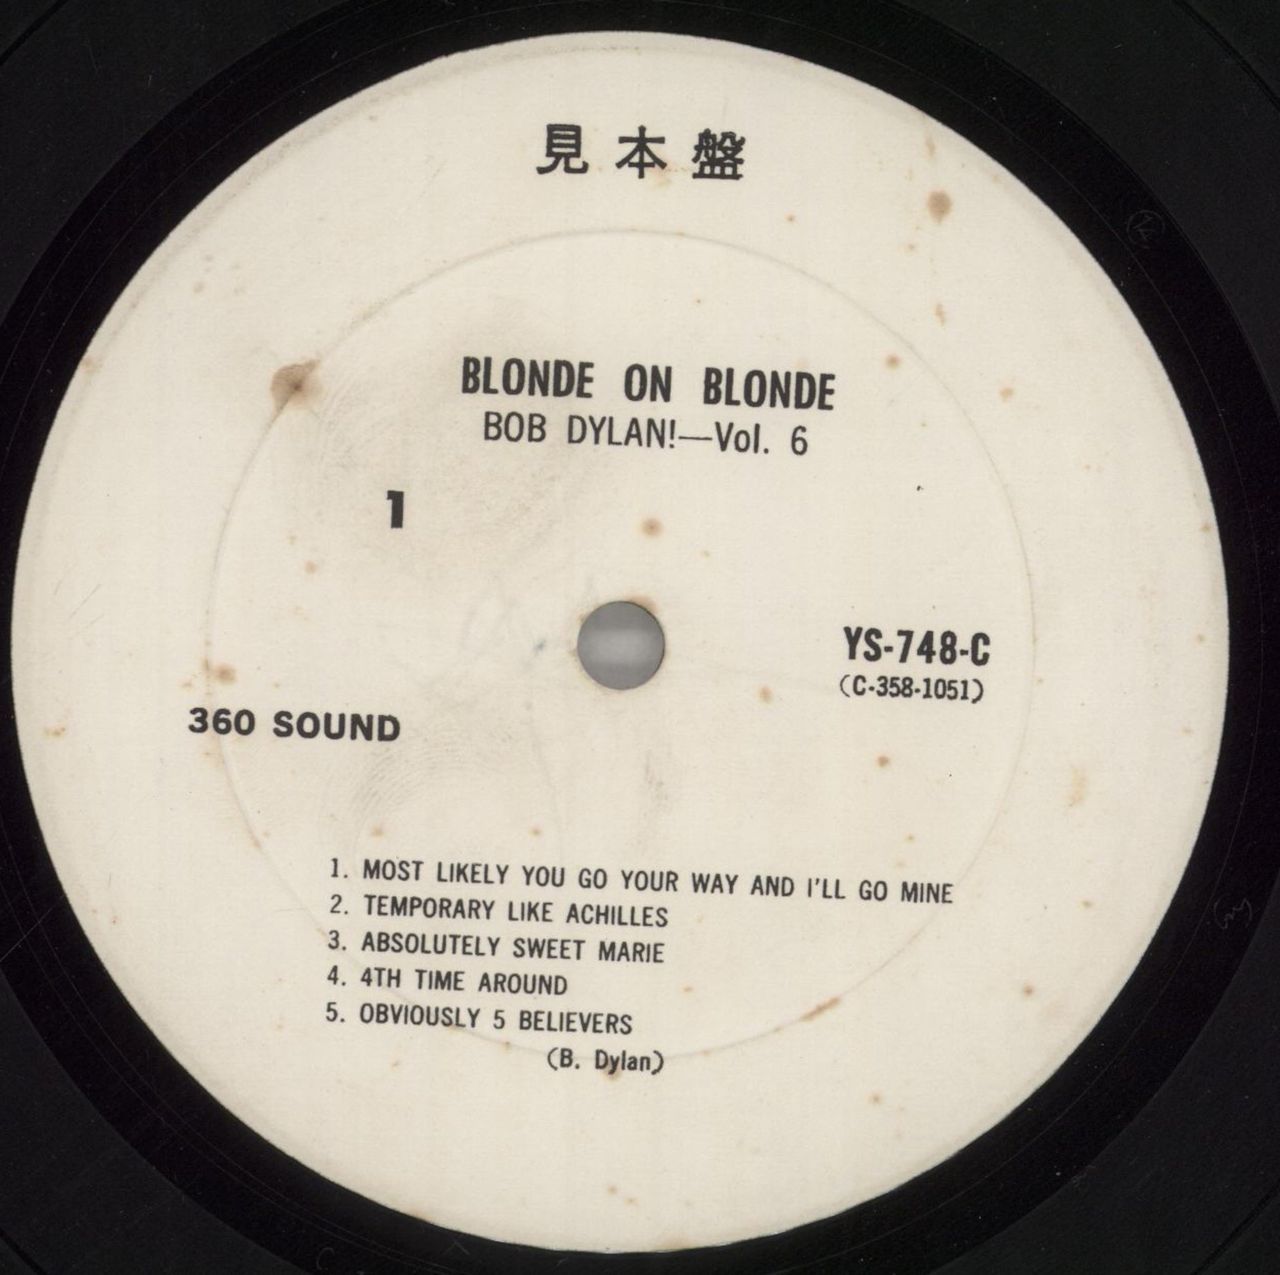 見本盤
BLONDE ON BLONDE
BOB DYLAN!—Vol. 6
1
YS-748-C
(C-358-1051)
360 SOUND
1. MOST LIKELY YOU GO YOUR WAY AND I'LL GO MINE
2. TEMPORARY LIKE ACHILLES
3. ABSOLUTELY SWEET MARIE
4. 4TH TIME AROUND
5. OBVIOUSLY 5 BELIEVERS
(B. Dylan)